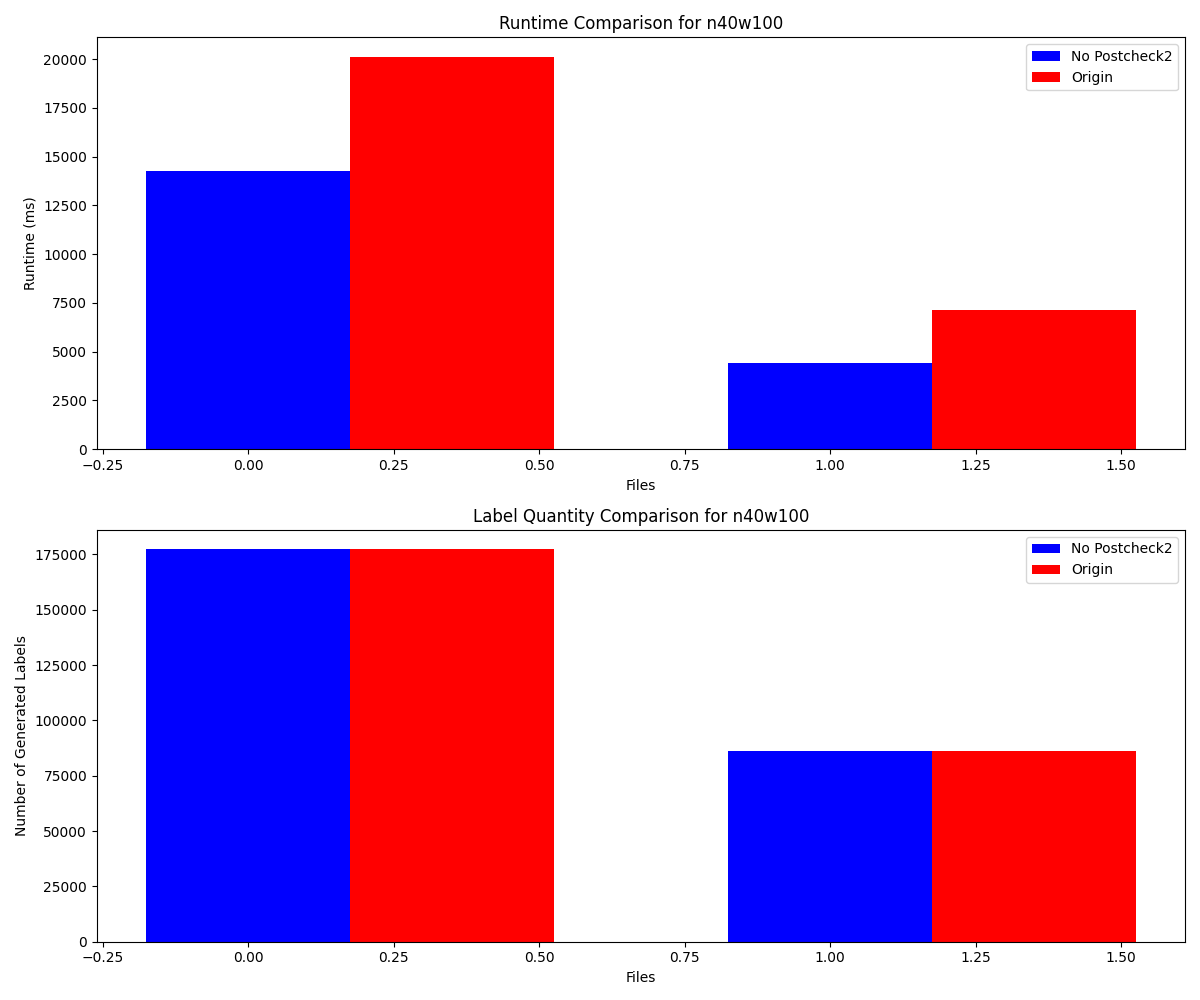 Runtime Comparison for n40w100
No Postcheck2
Origin
20000
17500
15000
12500
10000
7500
5000
2500
0
Runtime (ms)
−0.25 0.00 0.25 0.50 0.75 1.00 1.25 1.50
Files
Label Quantity Comparison for n40w100
No Postcheck2
Origin
175000
150000
125000
100000
75000
50000
25000
0
Number of Generated Labels
−0.25 0.00 0.25 0.50 0.75 1.00 1.25 1.50
Files